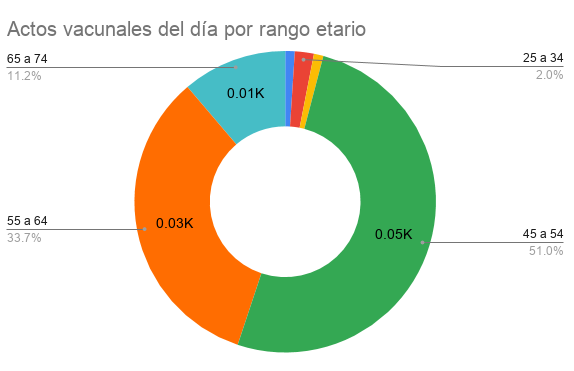 Actos vacunales del día por rango etario
65 a 74
11.2%
25 a 34
2.0%
0.01K
55 a 64
33.7%
0.03K
0.05K
45 a 54
51.0%